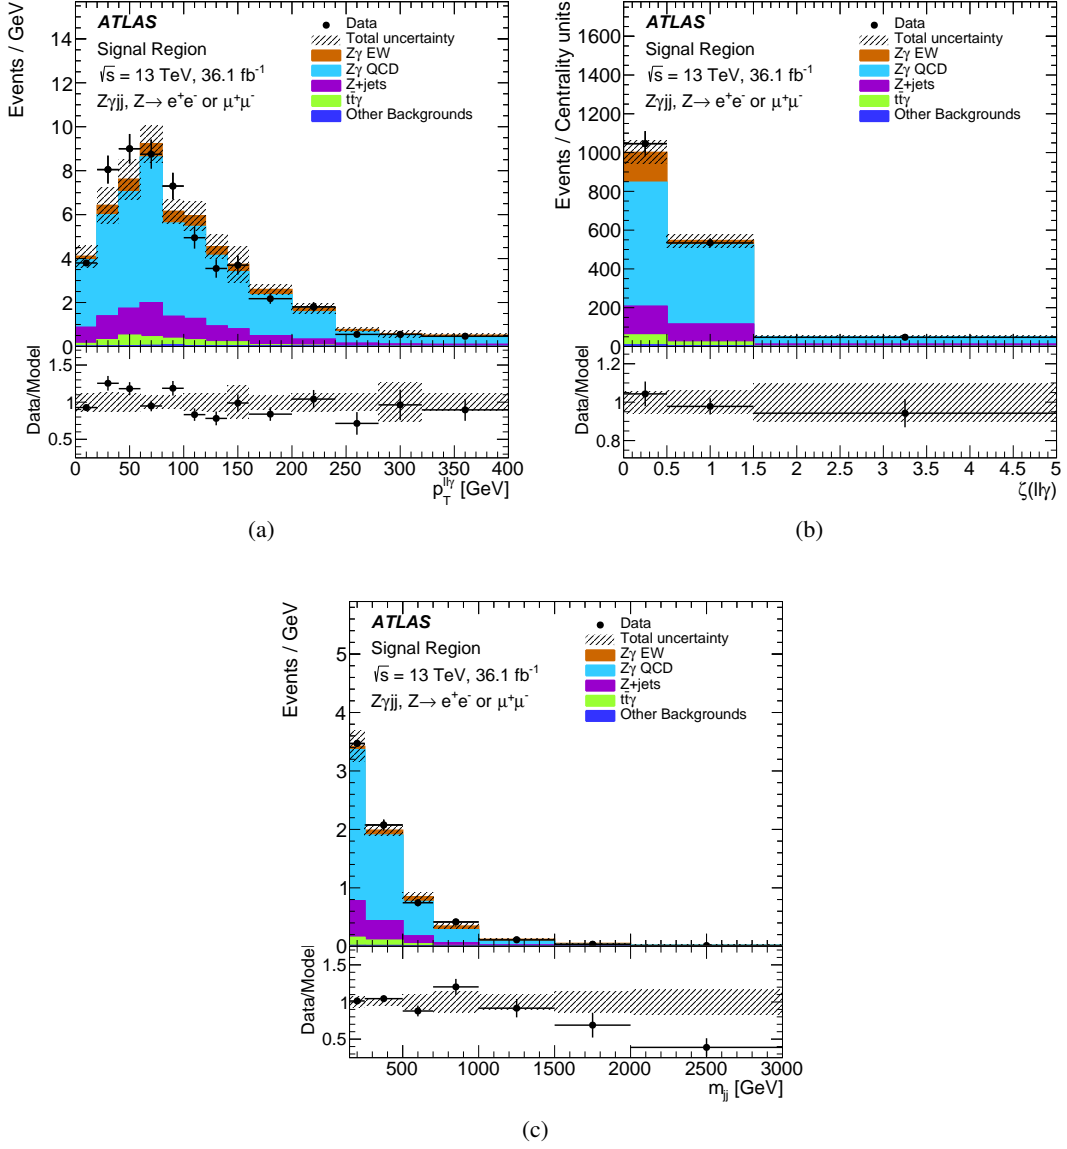 Events / GeV
14
12
10
8
6
4
2
0
ATLAS
Signal Region
√s = 13 TeV, 36.1 fb⁻¹
Zγjj, Z→ e⁺e⁻ or μ⁺μ⁻
Data
Total uncertainty
Zγ EW
Zγ QCD
Z+jets
tt̄γ
Other Backgrounds
Data/Model
1.5
1
0.5
0 50 100 150 200 250 300 350 400
p_T^{llγ} [GeV]
(a)
Events / Centrality units
1600
1400
1200
1000
800
600
400
200
0
ATLAS
Signal Region
√s = 13 TeV, 36.1 fb⁻¹
Zγjj, Z→ e⁺e⁻ or μ⁺μ⁻
Data
Total uncertainty
Zγ EW
Zγ QCD
Z+jets
tt̄γ
Other Backgrounds
Data/Model
1.2
1
0.8
0 0.5 1 1.5 2 2.5 3 3.5 4 4.5 5
ζ(llγ)
(b)
Events / GeV
5
4
3
2
1
0
ATLAS
Signal Region
√s = 13 TeV, 36.1 fb⁻¹
Zγjj, Z→ e⁺e⁻ or μ⁺μ⁻
Data
Total uncertainty
Zγ EW
Zγ QCD
Z+jets
tt̄γ
Other Backgrounds
Data/Model
1.5
1
0.5
500 1000 1500 2000 2500 3000
m_jj [GeV]
(c)